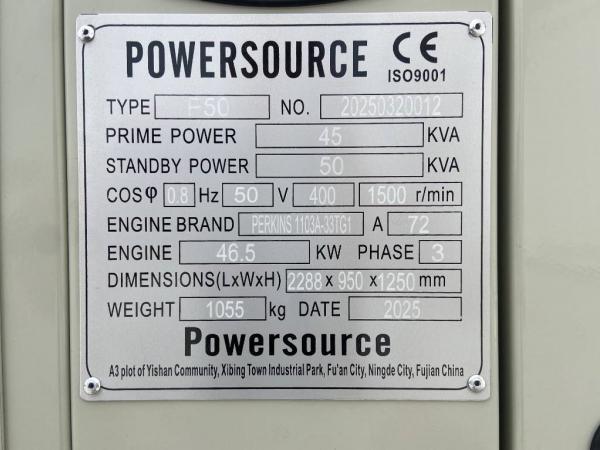 POWERSOURCE CE
ISO9001
TYPE F50 NO. 20250320012
PRIME POWER 45 KVA
STANDBY POWER 50 KVA
COSφ 0.8 Hz 50 V 400 1500 r/min
ENGINE BRAND PERKINS 1103A-33TG1 A 72
ENGINE 46.5 KW PHASE 3
DIMENSIONS(LxWxH) 2288 x 950 x 1250 mm
WEIGHT 1055 kg DATE 2025
Powersource
A3 plot of Yishan Community, Xibing Town Industrial Park, Fu'an City, Ningde City, Fujian China